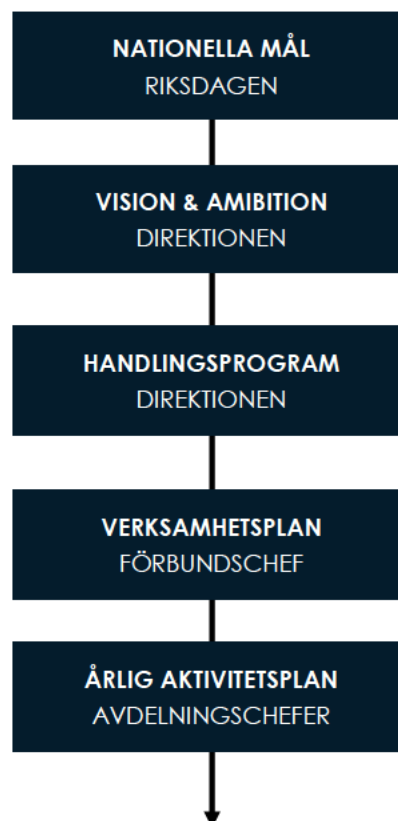 NATIONELLA MÅL
RIKSDAGEN
VISION & AMIBITION
DIREKTIONEN
HANDLINGSPROGRAM
DIREKTIONEN
VERKSAMHETSPLAN
FÖRBUNDSCHEF
ÅRLIG AKTIVITETSPLAN
AVDELNINGSCHEFER